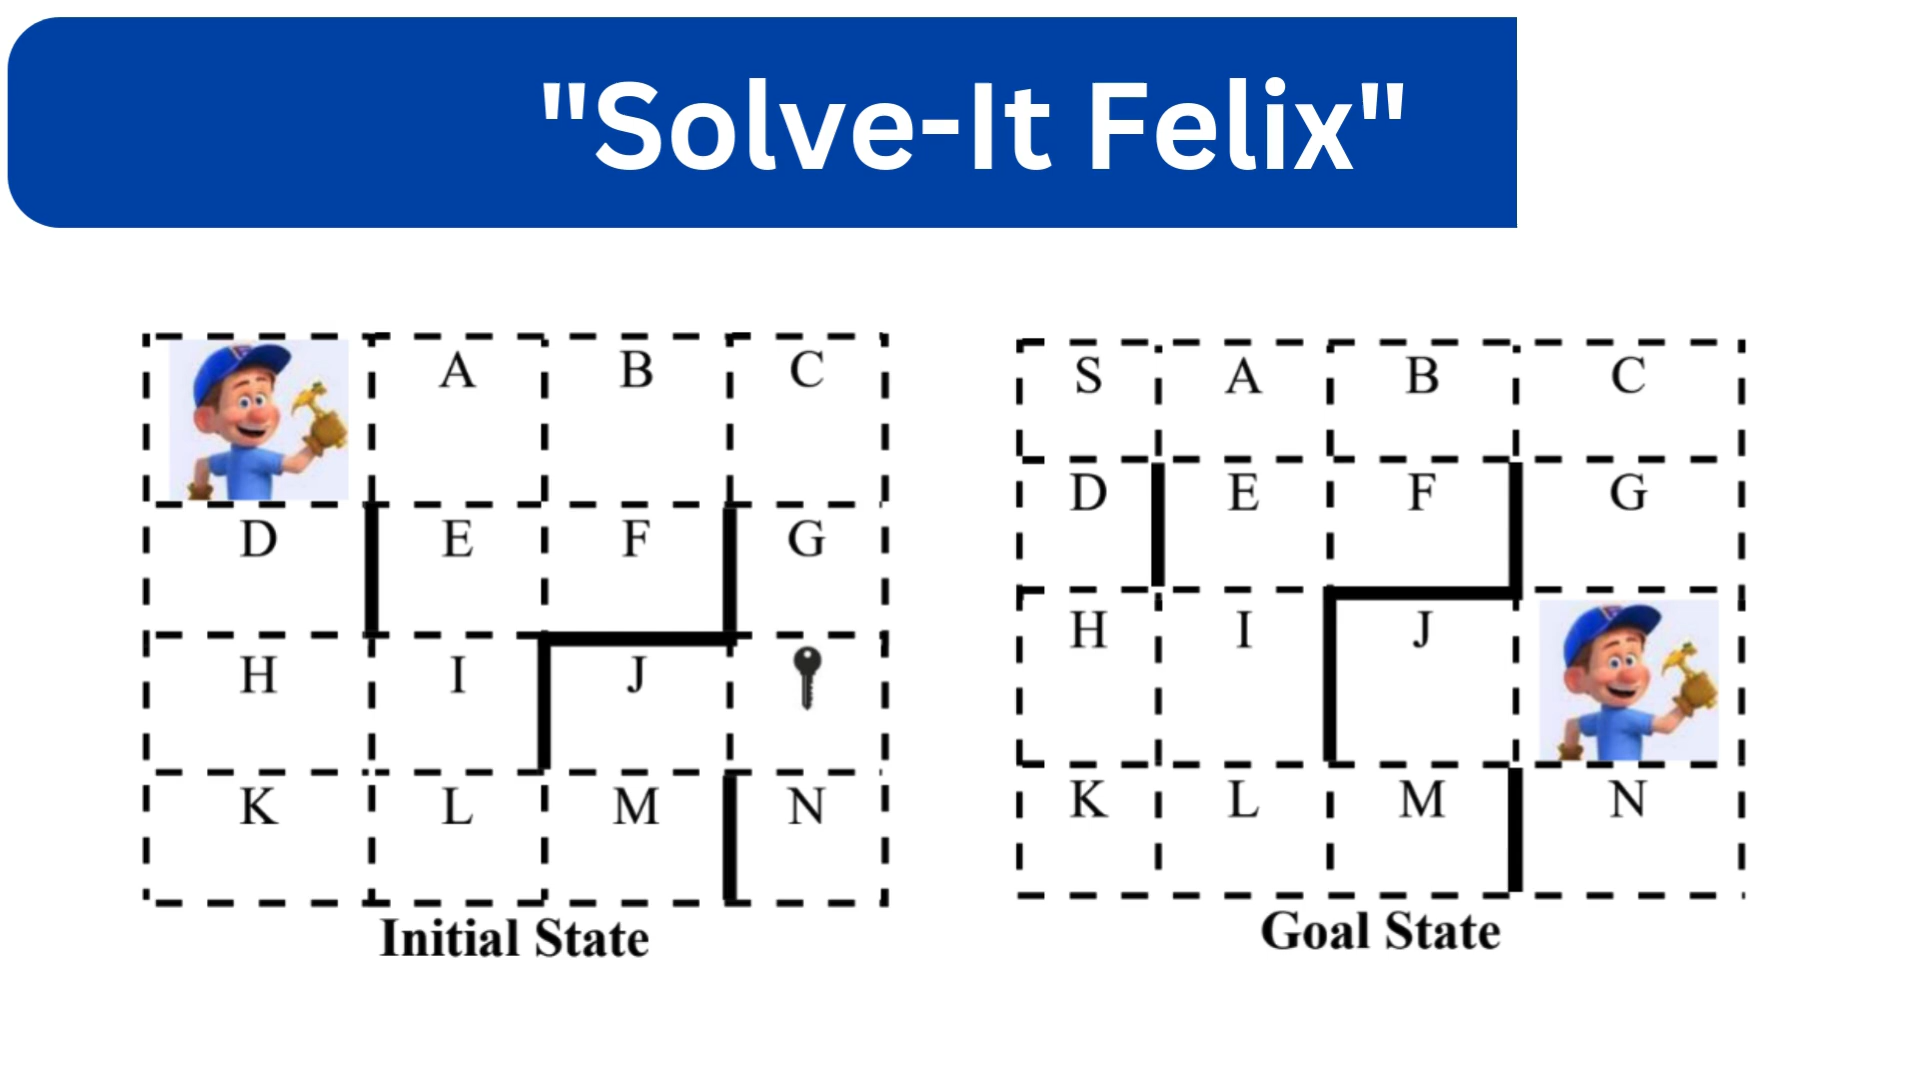 "Solve-It Felix"
A B C
D E F G
H I J
K L M N
Initial State
S A B C
D E F G
H I J
K L M N
Goal State